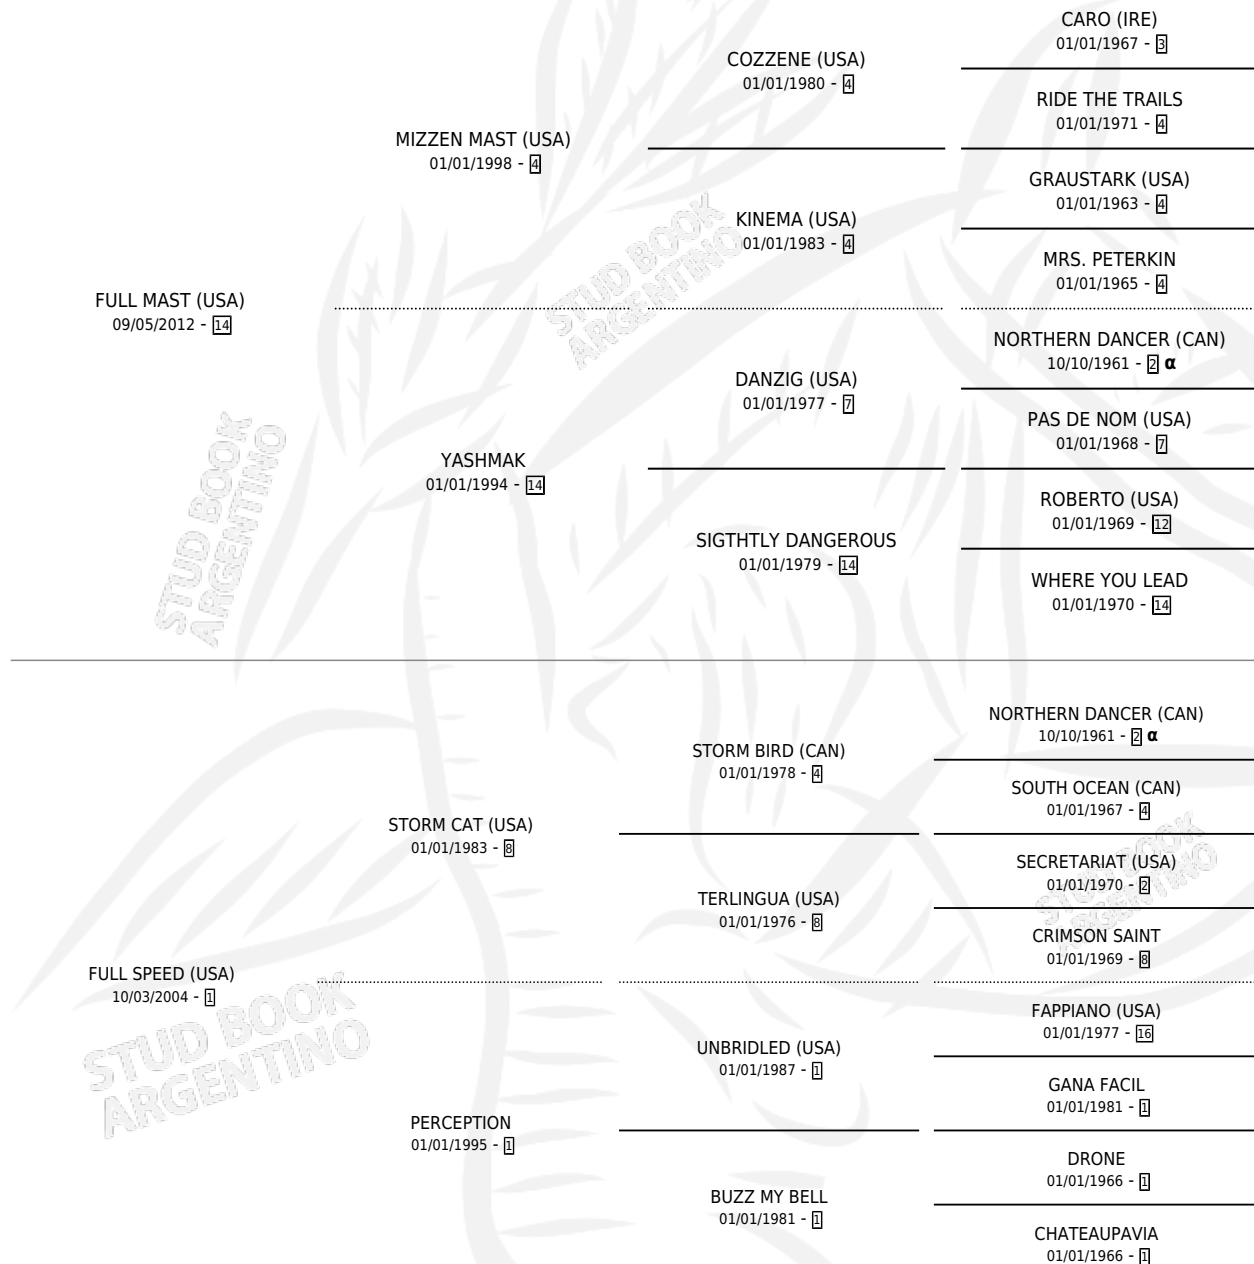 CARO (IRE)
01/01/1967 - 3
COZZENE (USA)
01/01/1980 - 4
RIDE THE TRAILS
01/01/1971 - 4
MIZZEN MAST (USA)
01/01/1998 - 4
GRAUSTARK (USA)
01/01/1963 - 4
KINEMA (USA)
01/01/1983 - 4
MRS. PETERKIN
01/01/1965 - 4
FULL MAST (USA)
09/05/2012 - 14
NORTHERN DANCER (CAN)
10/10/1961 - 2 α
DANZIG (USA)
01/01/1977 - 7
PAS DE NOM (USA)
01/01/1968 - 7
YASHMAK
01/01/1994 - 14
ROBERTO (USA)
01/01/1969 - 12
SIGTHTLY DANGEROUS
01/01/1979 - 14
WHERE YOU LEAD
01/01/1970 - 14
NORTHERN DANCER (CAN)
10/10/1961 - 2 α
STORM BIRD (CAN)
01/01/1978 - 4
SOUTH OCEAN (CAN)
01/01/1967 - 4
STORM CAT (USA)
01/01/1983 - 8
SECRETARIAT (USA)
01/01/1970 - 2
TERLINGUA (USA)
01/01/1976 - 8
CRIMSON SAINT
01/01/1969 - 8
FULL SPEED (USA)
10/03/2004 - 1
FAPPIANO (USA)
01/01/1977 - 16
UNBRIDLED (USA)
01/01/1987 - 1
GANA FACIL
01/01/1981 - 1
PERCEPTION
01/01/1995 - 1
DRONE
01/01/1966 - 1
BUZZ MY BELL
01/01/1981 - 1
CHATEAUPAVIA
01/01/1966 - 1
STUD BOOK
ARGENTINO
STUD BOOK
ARGENTINO
STUD BOOK
ARGENTINO
STUD BOOK
ARGENTINO